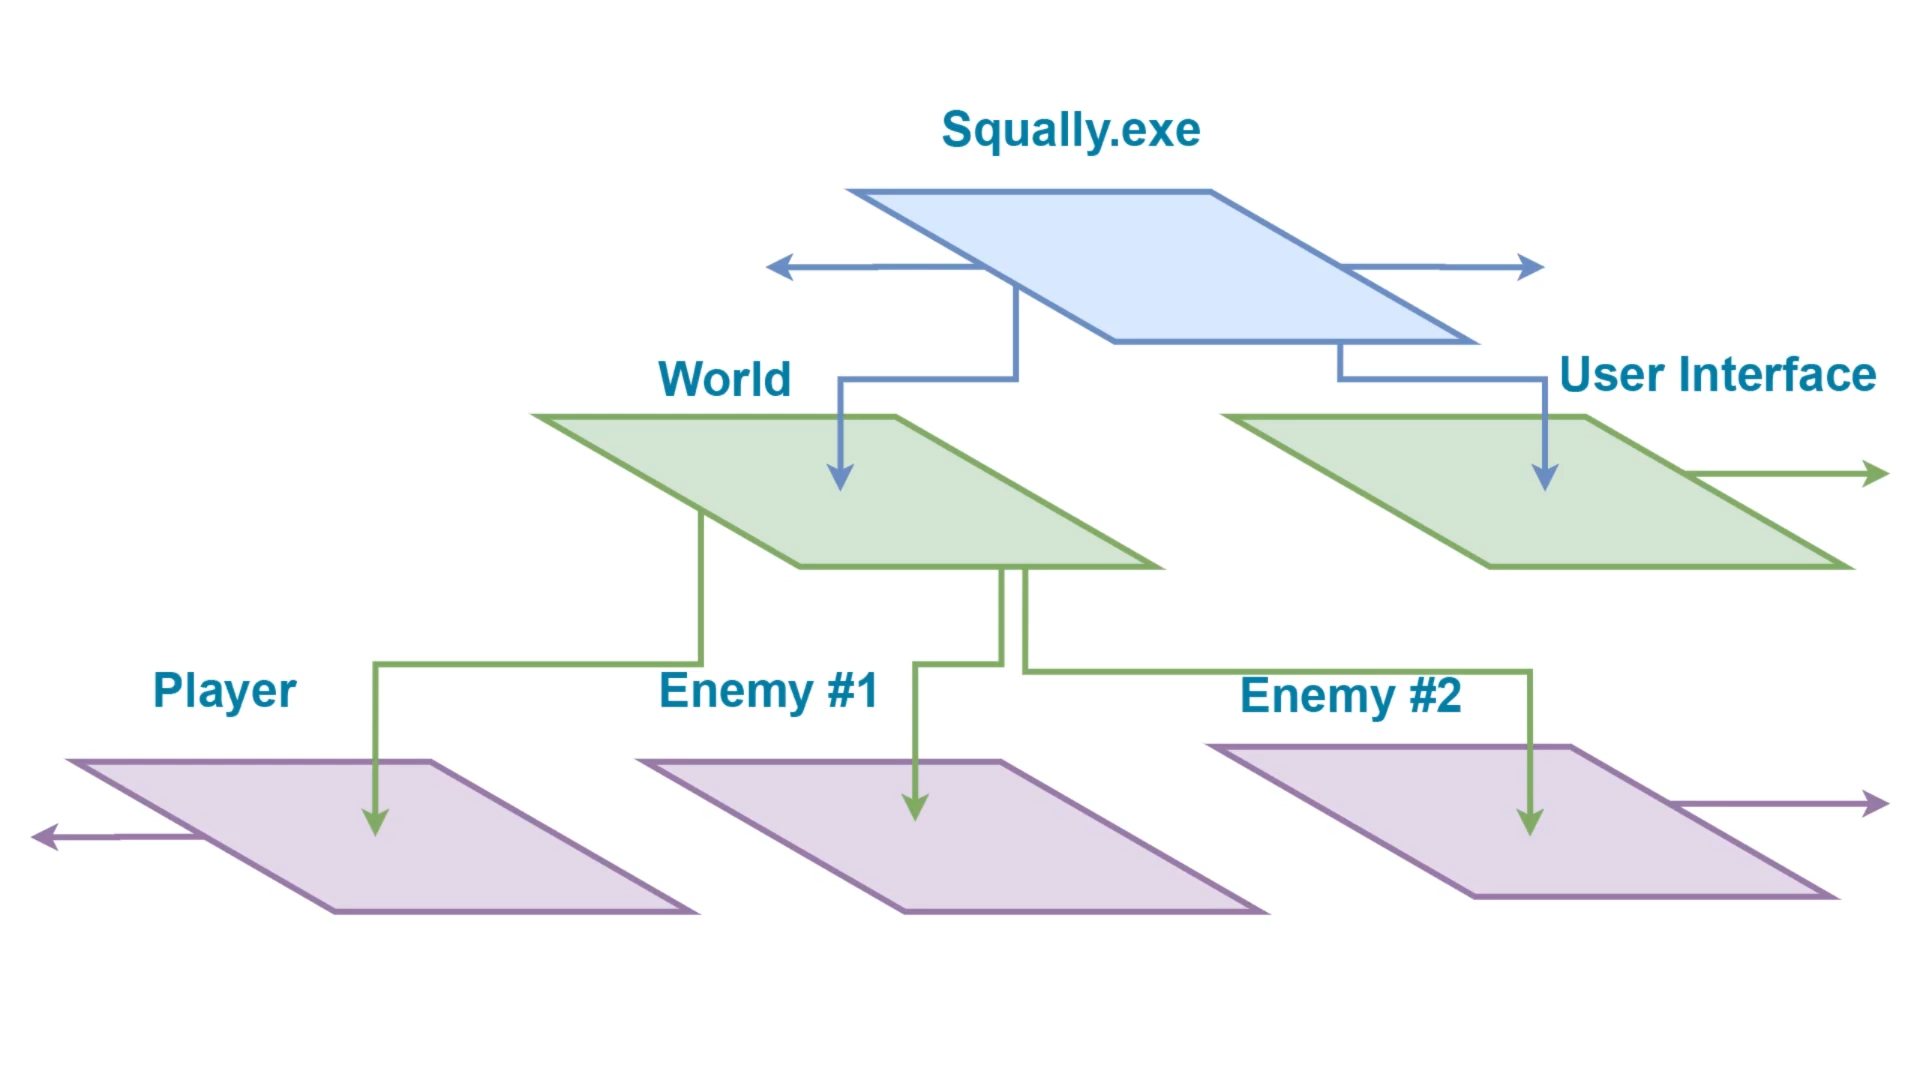 Squally.exe
World
User Interface
Player
Enemy #1
Enemy #2